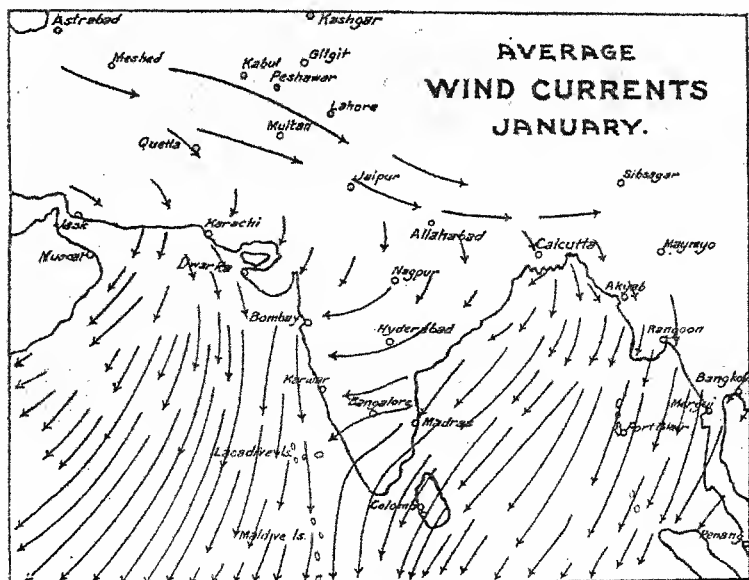 AVERAGE
WIND CURRENTS
JANUARY.
Astrabad
Kashgar
Meshed
Kabul
Gilgit
Peshawar
Lahore
Multan
Quetta
Jaipur
Sibsagar
Jask
Karachi
Allahabad
Muscat
Dwarka
Calcutta
Maymyo
Nagpur
Akyab
Bombay
Hyderabad
Rangoon
Karwar
Bangalore
Bangkok
Mergui
Madras
Port Blair
Lacadive Is.
Colombo
Maldive Is.
Penang